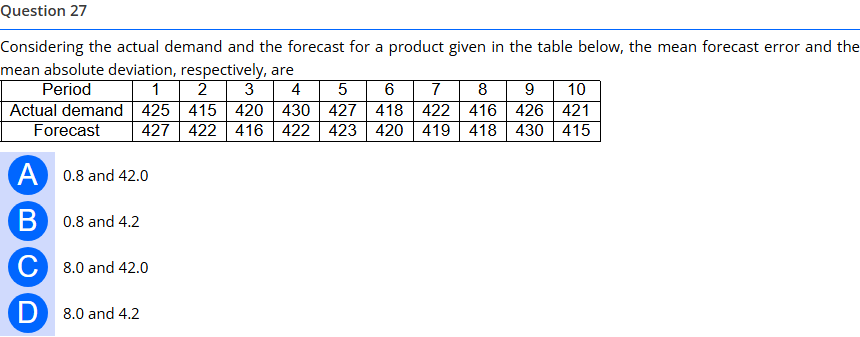 Question 27
Considering the actual demand and the forecast for a product given in the table below, the mean forecast error and the
mean absolute deviation, respectively, are
Period 1 2 3 4 5 6 7 8 9 10
Actual demand 425 415 420 430 427 418 422 416 426 421
Forecast 427 422 416 422 423 420 419 418 430 415
A 0.8 and 42.0
B 0.8 and 4.2
C 8.0 and 42.0
D 8.0 and 4.2